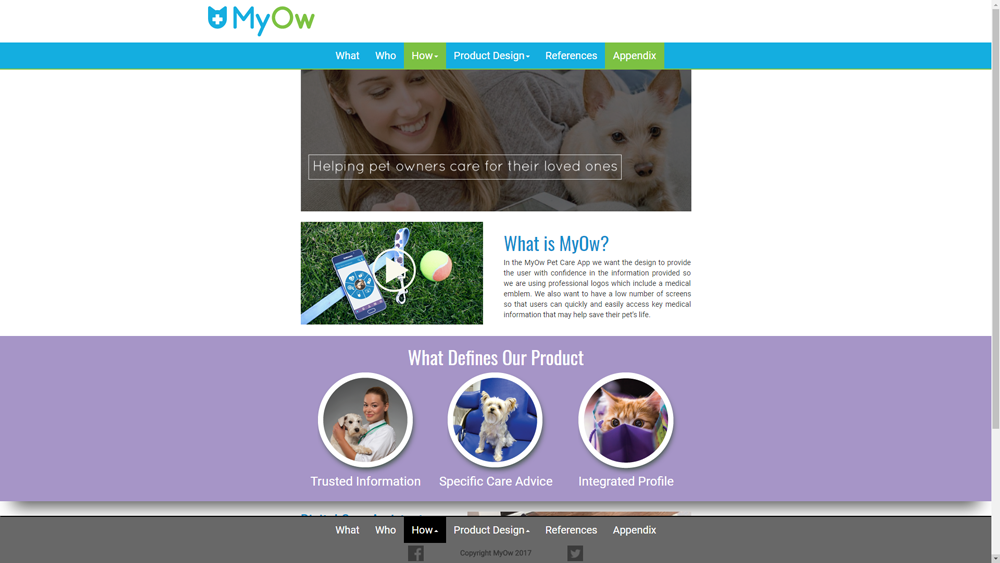 MyOw
What Who How Product Design References Appendix
Helping pet owners care for their loved ones
What is MyOw?
In the MyOw Pet Care App we want the design to provide
the user with confidence in the information provided so
we are using professional logos which include a medical
emblem. We also want to have a low number of screens
so that users can quickly and easily access key medical
information that may help save their pet's life.
What Defines Our Product
Trusted Information Specific Care Advice Integrated Profile
What Who How Product Design References Appendix
Copyright MyOw 2017